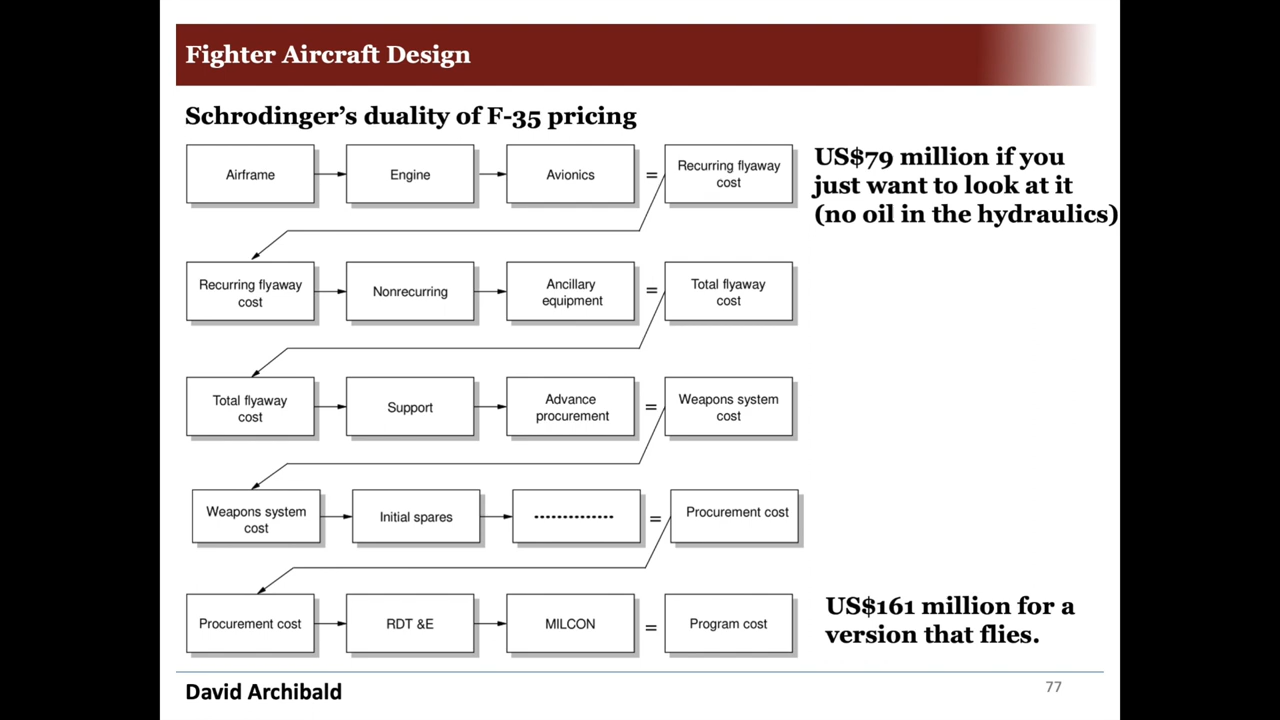 Fighter Aircraft Design
Schrodinger's duality of F-35 pricing
Airframe
Engine
Avionics
=
Recurring flyaway
cost
US$79 million if you
just want to look at it
(no oil in the hydraulics)
Recurring flyaway
cost
Nonrecurring
Ancillary
equipment
=
Total flyaway
cost
Total flyaway
cost
Support
Advance
procurement
=
Weapons system
cost
Weapons system
cost
Initial spares
--------------
=
Procurement cost
Procurement cost
RDT &E
MILCON
=
Program cost
US$161 million for a
version that flies.
David Archibald
77